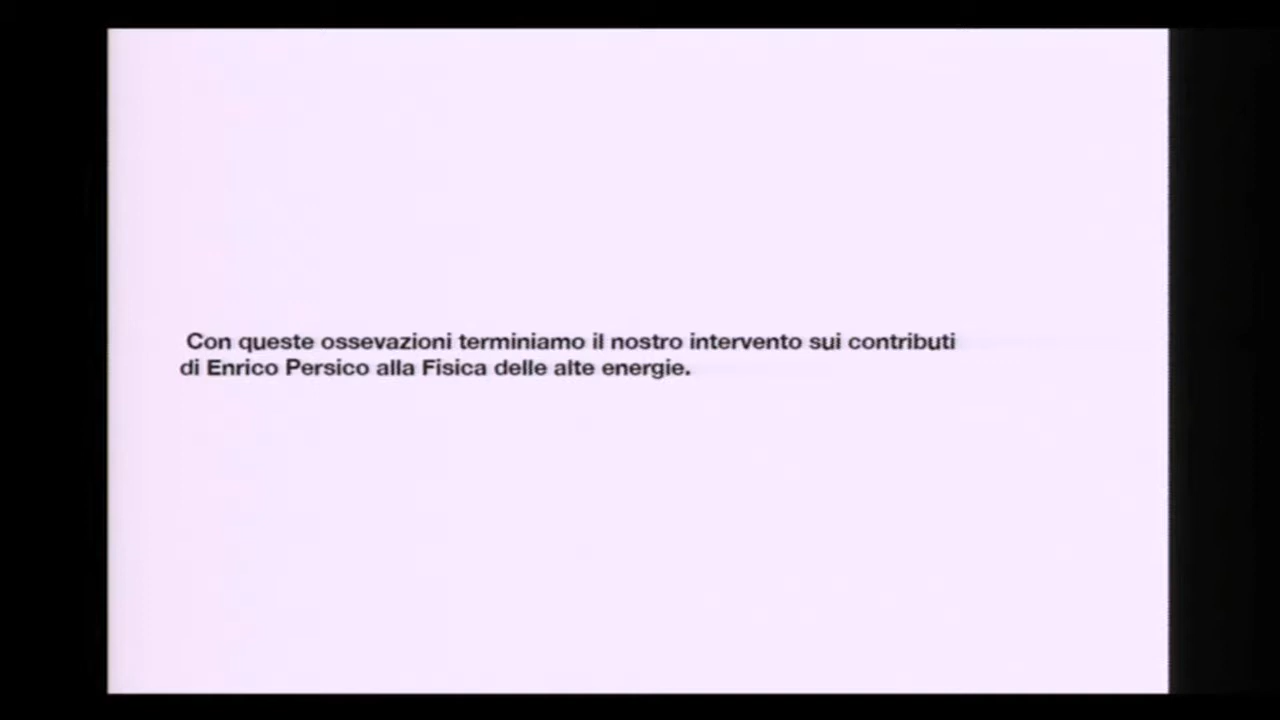 Con queste ossevazioni terminiamo il nostro intervento sui contributi
di Enrico Persico alla Fisica delle alte energie.